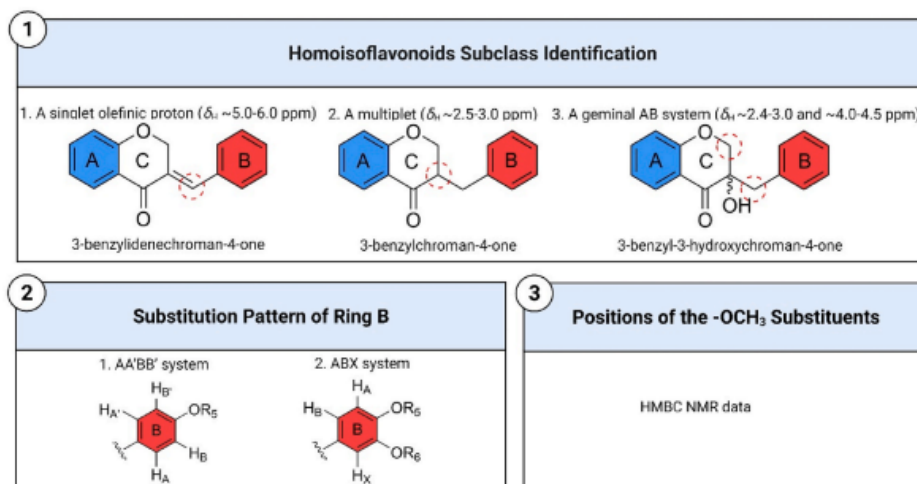 1
Homoisoflavonoids Subclass Identification
1. A singlet olefinic proton (δH ~5.0-6.0 ppm) 2. A multiplet (δH ~2.5-3.0 ppm) 3. A geminal AB system (δH ~2.4-3.0 and ~4.0-4.5 ppm)
O O O
A C B A C B A C B
O O O OH
3-benzylidenechroman-4-one 3-benzylchroman-4-one 3-benzyl-3-hydroxychroman-4-one
2
Substitution Pattern of Ring B
1. AA'BB' system 2. ABX system
HB' HA
HA' OR5 HB OR5
B B
HB OR6
HA HX
3
Positions of the -OCH3 Substituents
HMBC NMR data